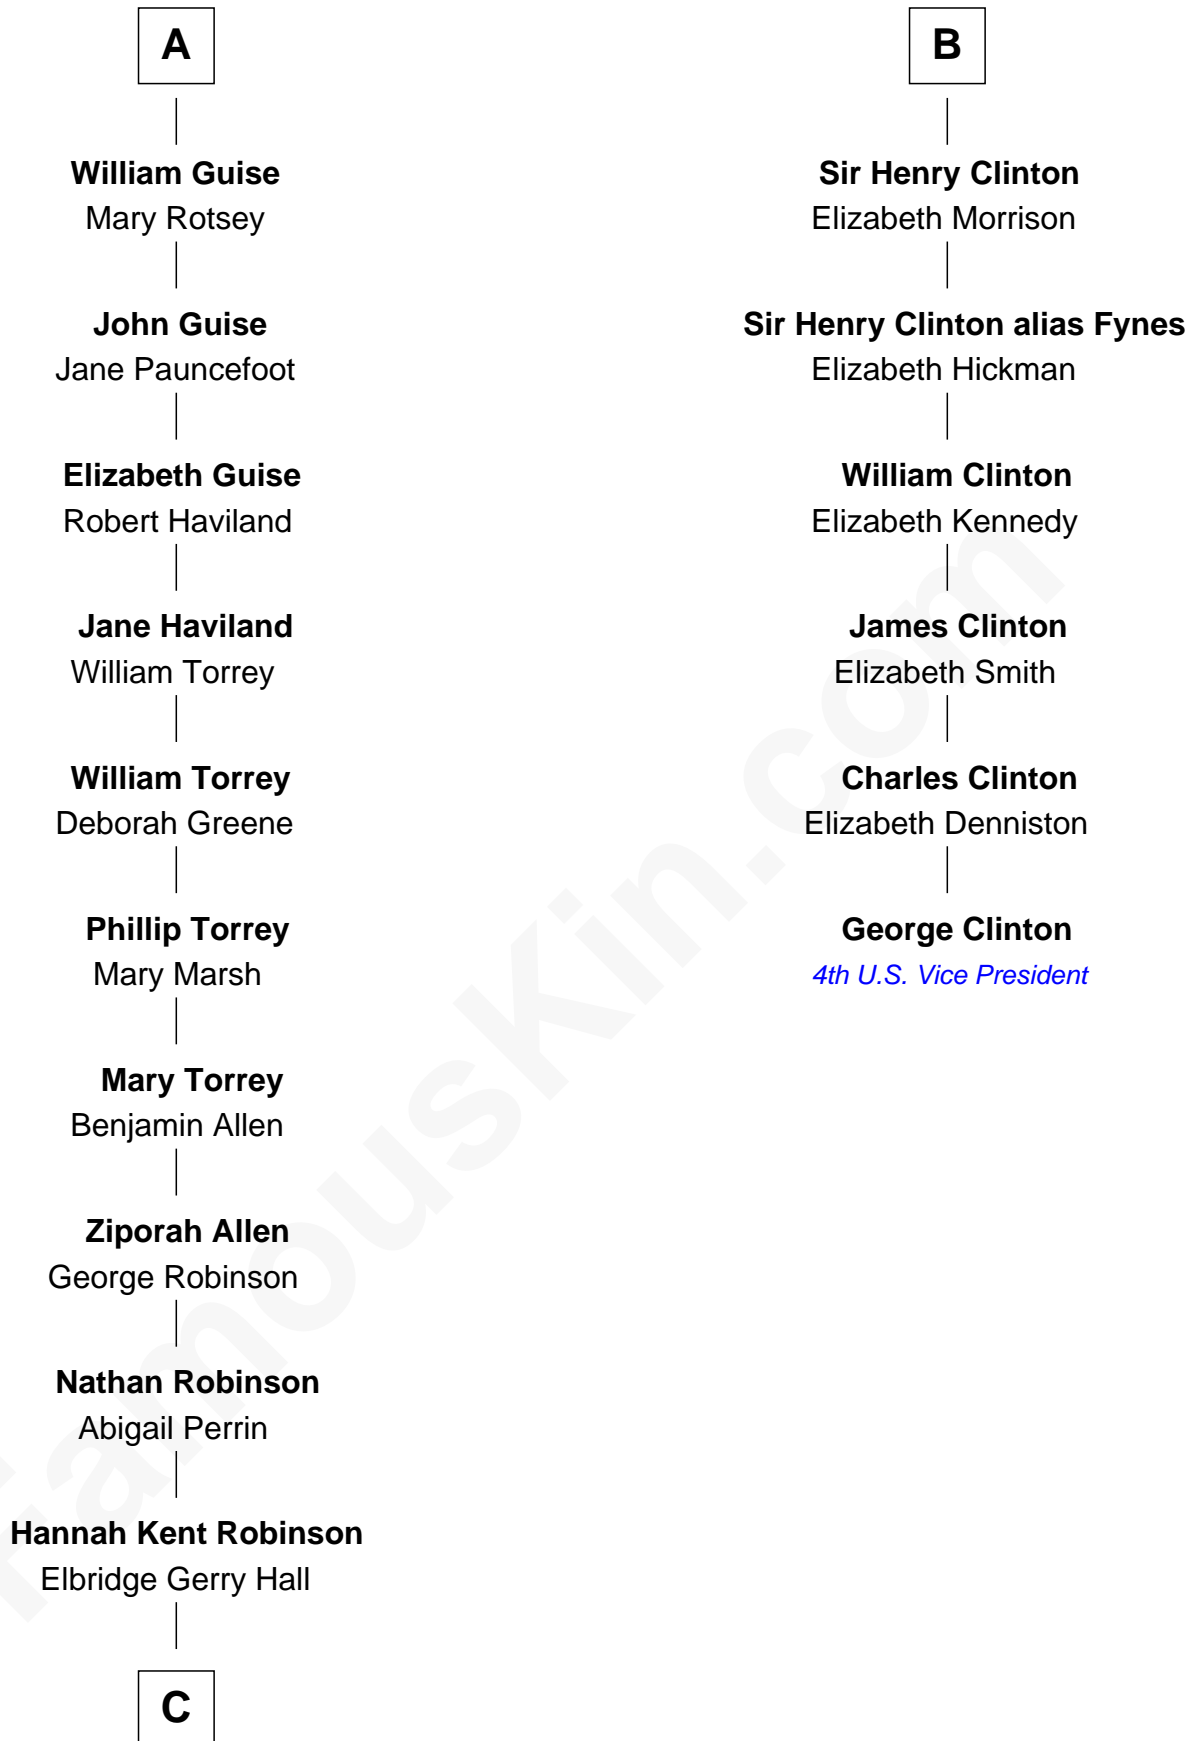 A
William Guise
Mary Rotsey
John Guise
Jane Pauncefoot
Elizabeth Guise
Robert Haviland
Jane Haviland
William Torrey
William Torrey
Deborah Greene
Phillip Torrey
Mary Marsh
Mary Torrey
Benjamin Allen
Ziporah Allen
George Robinson
Nathan Robinson
Abigail Perrin
Hannah Kent Robinson
Elbridge Gerry Hall
C
B
Sir Henry Clinton
Elizabeth Morrison
Sir Henry Clinton alias Fynes
Elizabeth Hickman
William Clinton
Elizabeth Kennedy
James Clinton
Elizabeth Smith
Charles Clinton
Elizabeth Denniston
George Clinton
4th U.S. Vice President
FamousKin.com